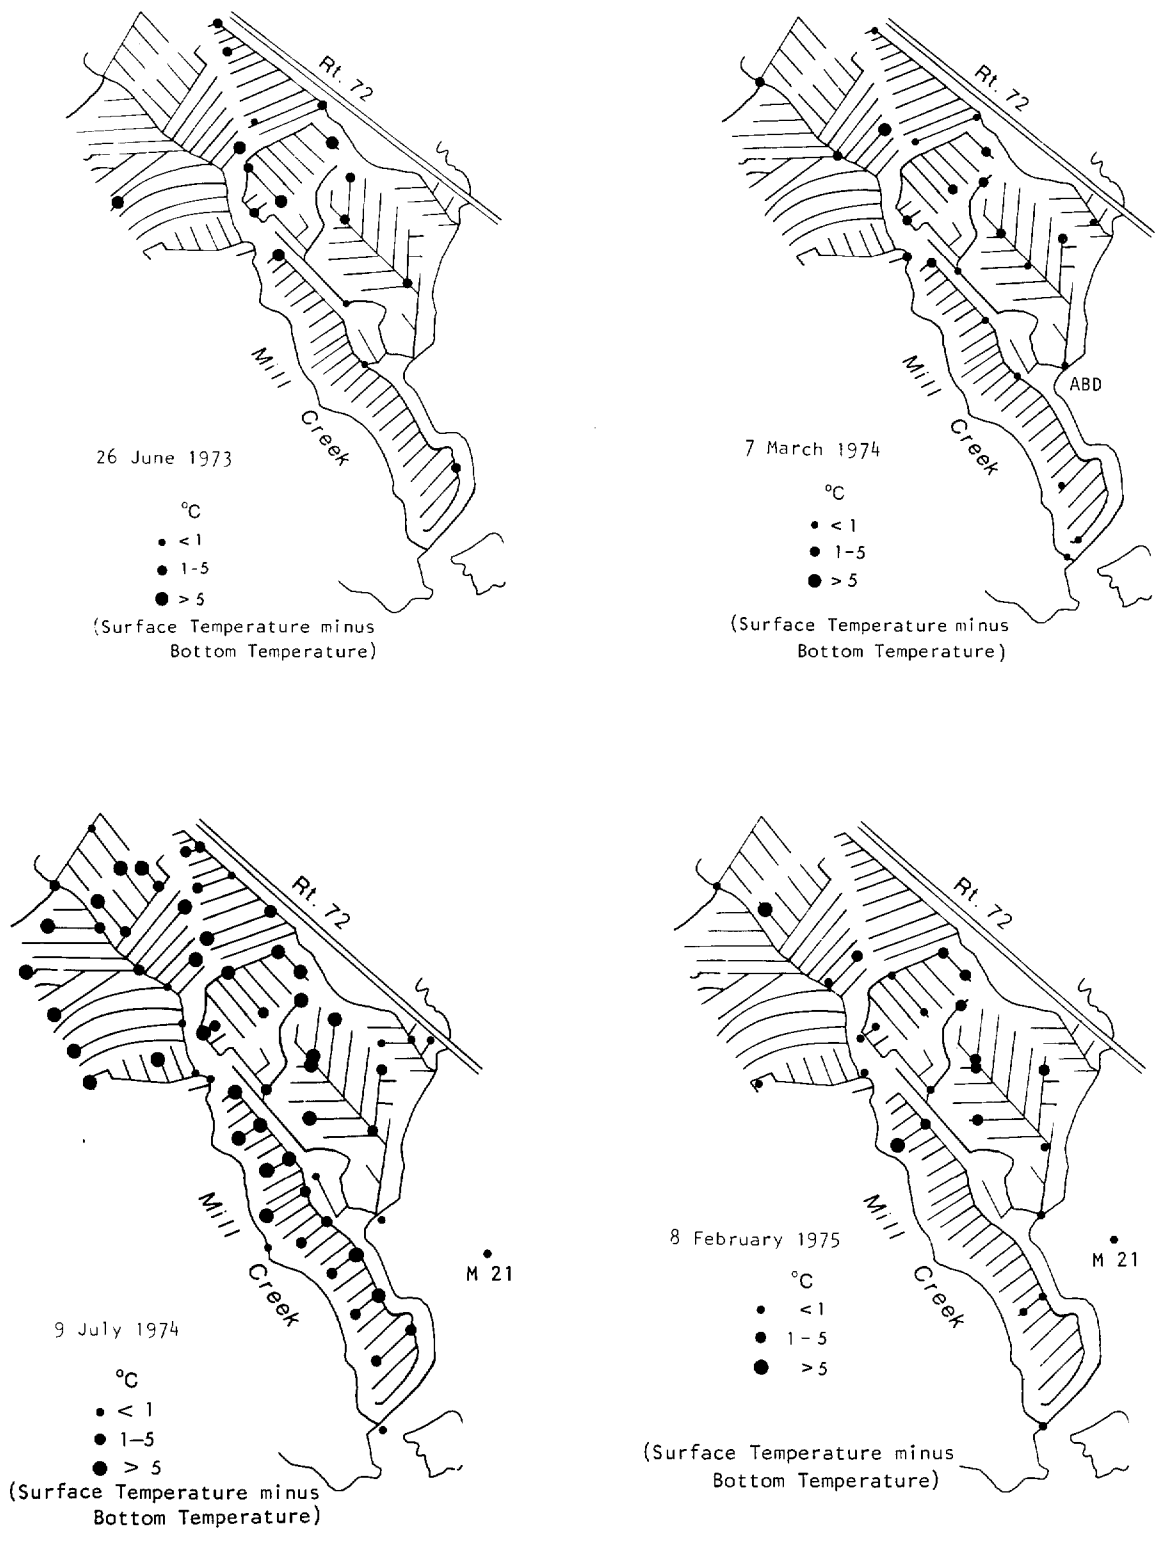 Rt. 72
Mill
Creek
26 June 1973
°C
< 1
1-5
> 5
(Surface Temperature minus
Bottom Temperature)
Rt. 72
ABD
Mill
Creek
7 March 1974
°C
< 1
1-5
> 5
(Surface Temperature minus
Bottom Temperature)
Rt. 72
Mill
Creek
M 21
9 July 1974
°C
< 1
1-5
> 5
(Surface Temperature minus
Bottom Temperature)
Rt. 72
Mill
Creek
M 21
8 February 1975
°C
<1
1-5
>5
(Surface Temperature minus
Bottom Temperature)